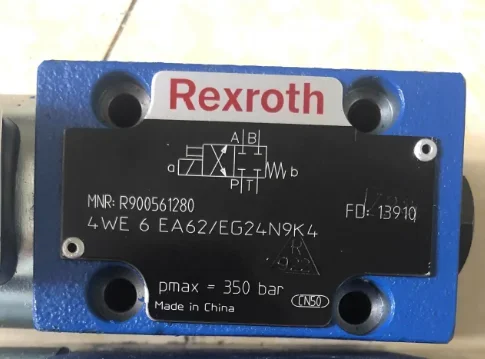 Rexroth
A B
a b
P T
MNR: R900561280
FD: 13910
4WE 6 EA62/EG24N9K4
pmax = 350 bar
Made in China
CN50